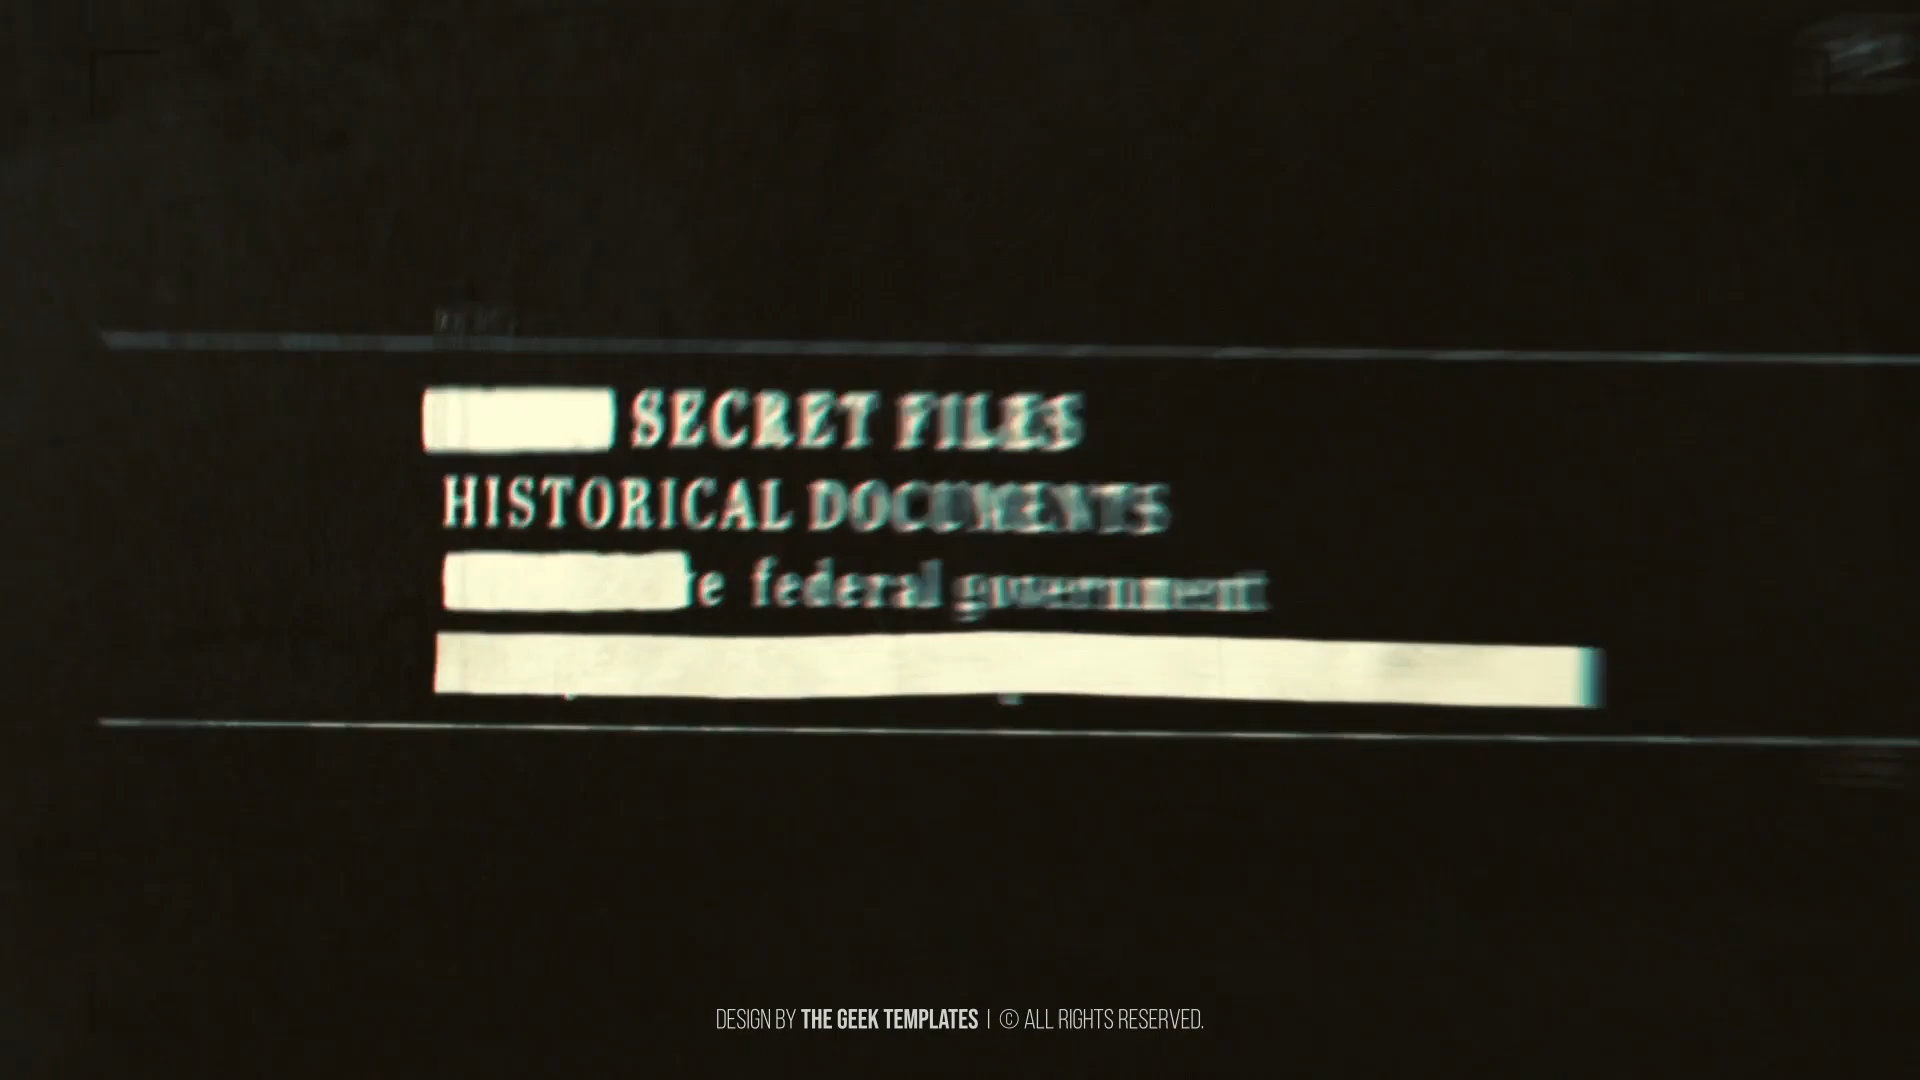 SECRET FILES
HISTORICAL DOCUMENTS
federal government
DESIGN BY THE GEEK TEMPLATES | © ALL RIGHTS RESERVED.